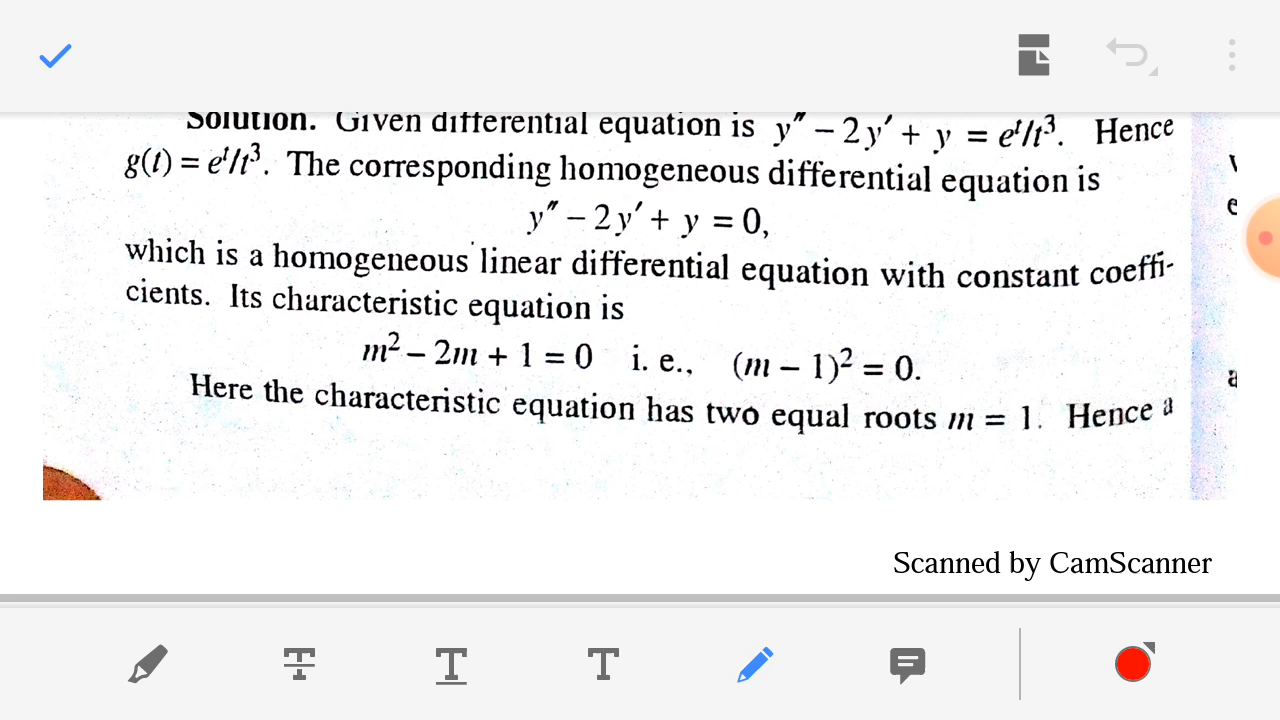 Solution. Given differential equation is y″ – 2y′ + y = eᵗ/t³. Hence
g(t) = eᵗ/t³. The corresponding homogeneous differential equation is
y″ – 2y′ + y = 0,
which is a homogeneous linear differential equation with constant coeffi-
cients. Its characteristic equation is
m² – 2m + 1 = 0 i. e., (m – 1)² = 0.
Here the characteristic equation has two equal roots m = 1. Hence a
Scanned by CamScanner